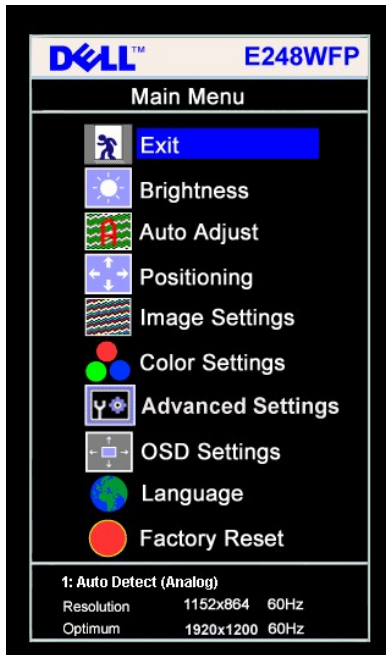 DELL™ E248WFP
Main Menu
Exit
Brightness
Auto Adjust
Positioning
Image Settings
Color Settings
Advanced Settings
OSD Settings
Language
Factory Reset
1: Auto Detect (Analog)
Resolution 1152x864 60Hz
Optimum 1920x1200 60Hz